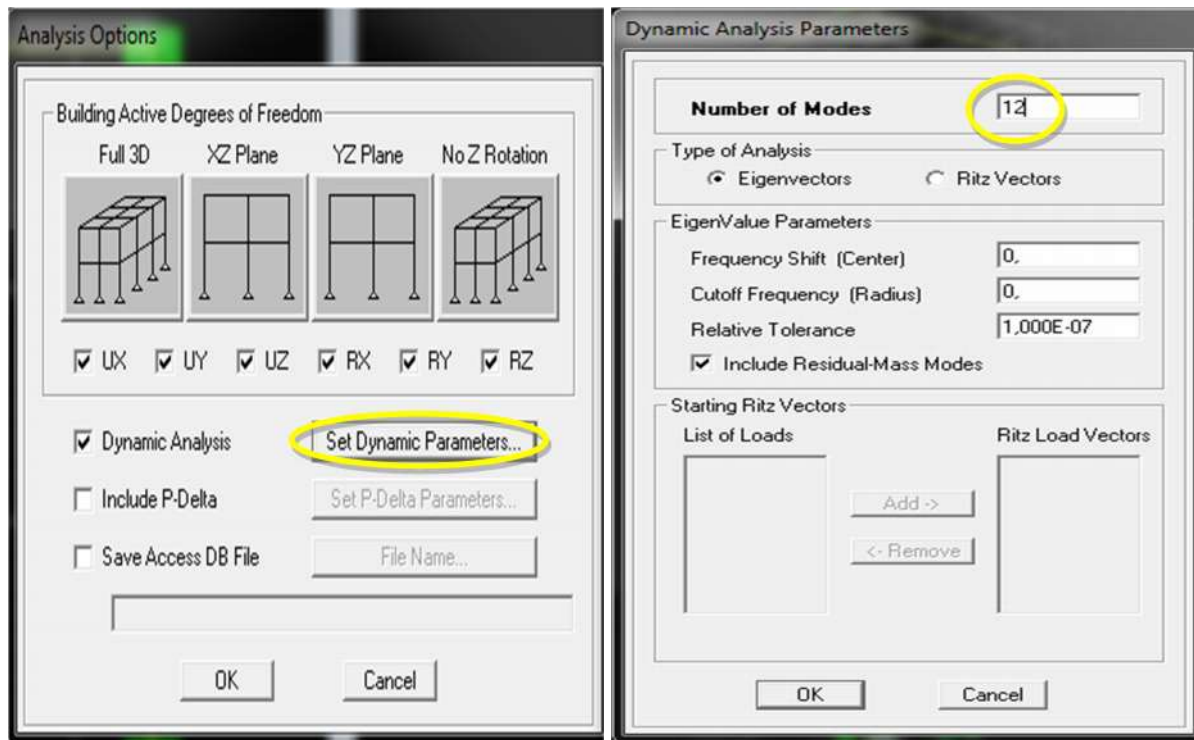 Analysis Options
Building Active Degrees of Freedom
Full 3D XZ Plane YZ Plane No Z Rotation
UX UY UZ RX RY RZ
Dynamic Analysis Set Dynamic Parameters...
Include P-Delta Set P-Delta Parameters...
Save Access DB File File Name...
OK Cancel
Dynamic Analysis Parameters
Number of Modes 12
Type of Analysis
Eigenvectors Ritz Vectors
EigenValue Parameters
Frequency Shift (Center) 0,
Cutoff Frequency (Radius) 0,
Relative Tolerance 1,000E-07
Include Residual-Mass Modes
Starting Ritz Vectors
List of Loads Ritz Load Vectors
Add ->
<- Remove
OK Cancel